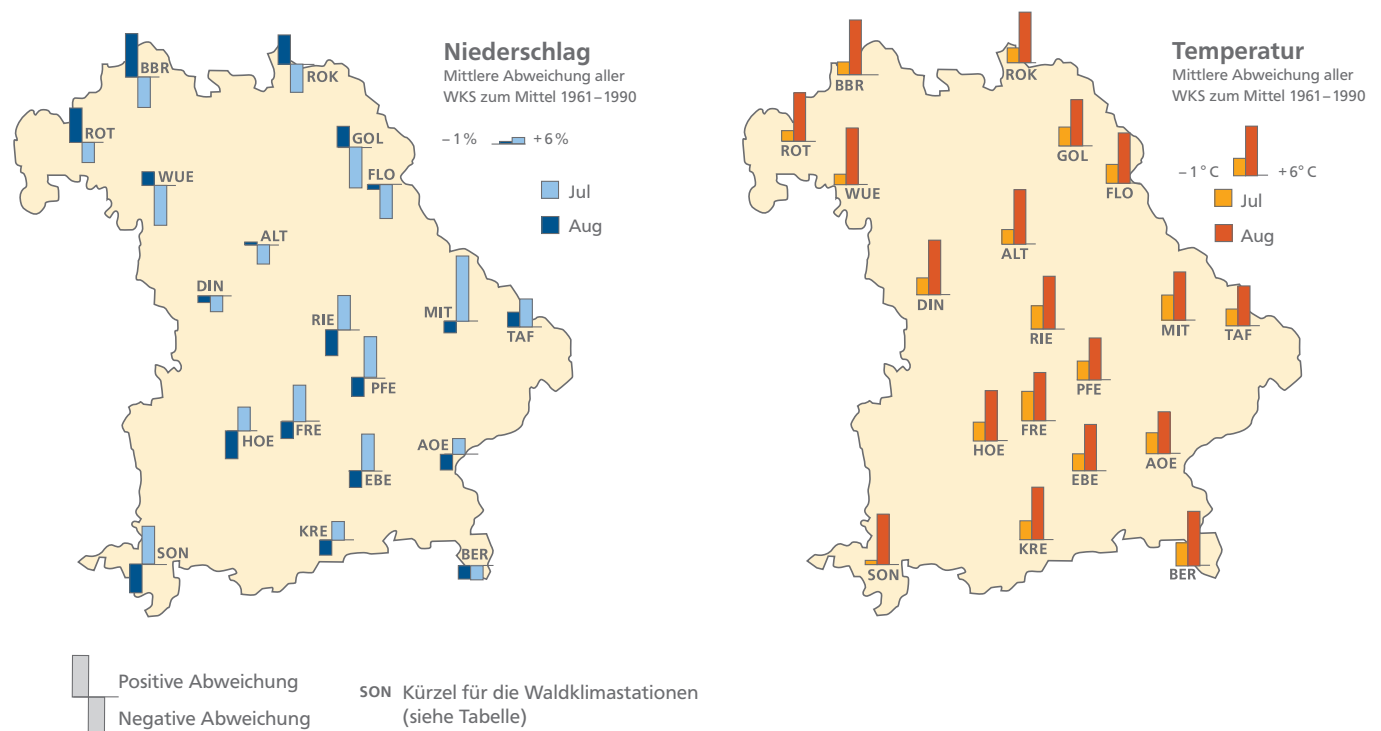 Niederschlag
Mittlere Abweichung aller
WKS zum Mittel 1961–1990
– 1 % + 6 %
Jul
Aug
BBR
ROK
ROT
GOL
WUE
FLO
ALT
DIN
RIE
MIT
TAF
PFE
HOE
FRE
AOE
EBE
KRE
SON
BER
Temperatur
Mittlere Abweichung aller
WKS zum Mittel 1961–1990
– 1° C + 6° C
Jul
Aug
ROK
BBR
ROT
GOL
WUE
FLO
ALT
DIN
RIE
MIT
TAF
PFE
FRE
HOE
AOE
EBE
KRE
SON
BER
Positive Abweichung
Negative Abweichung
SON Kürzel für die Waldklimastationen
(siehe Tabelle)